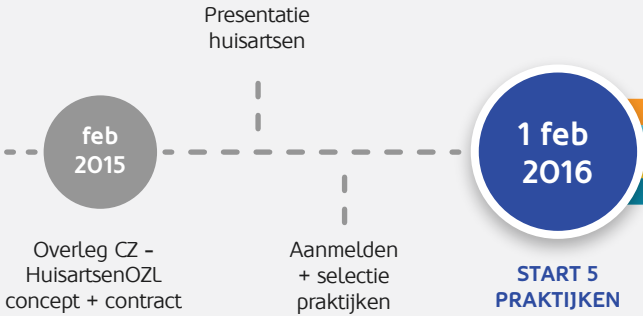 Presentatie
huisartsen
feb
2015
1 feb
2016
Overleg CZ -
HuisartsenOZL
concept + contract
Aanmelden
+ selectie
praktijken
START 5
PRAKTIJKEN